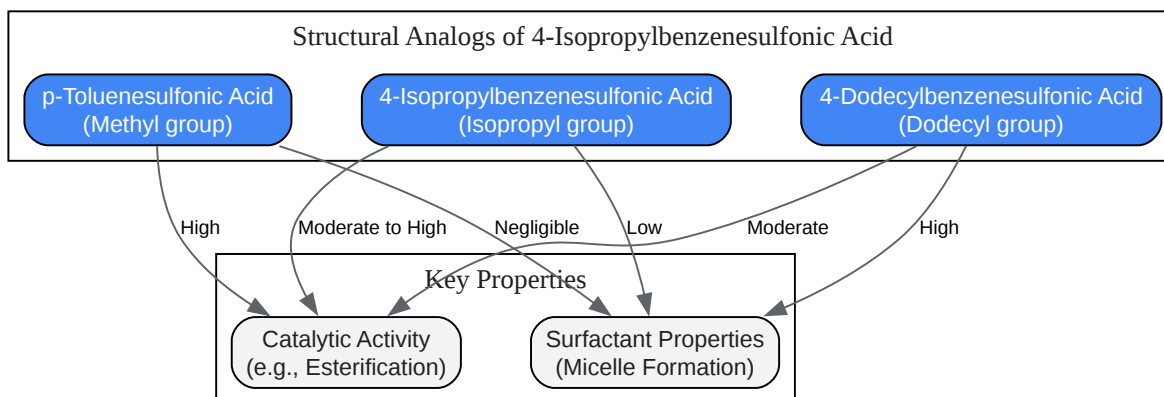 Structural Analogs of 4-Isopropylbenzenesulfonic Acid
p-Toluenesulfonic Acid
(Methyl group)
4-Isopropylbenzenesulfonic Acid
(Isopropyl group)
4-Dodecylbenzenesulfonic Acid
(Dodecyl group)
High
Moderate to High
Negligible
Low
Moderate
High
Key Properties
Catalytic Activity
(e.g., Esterification)
Surfactant Properties
(Micelle Formation)